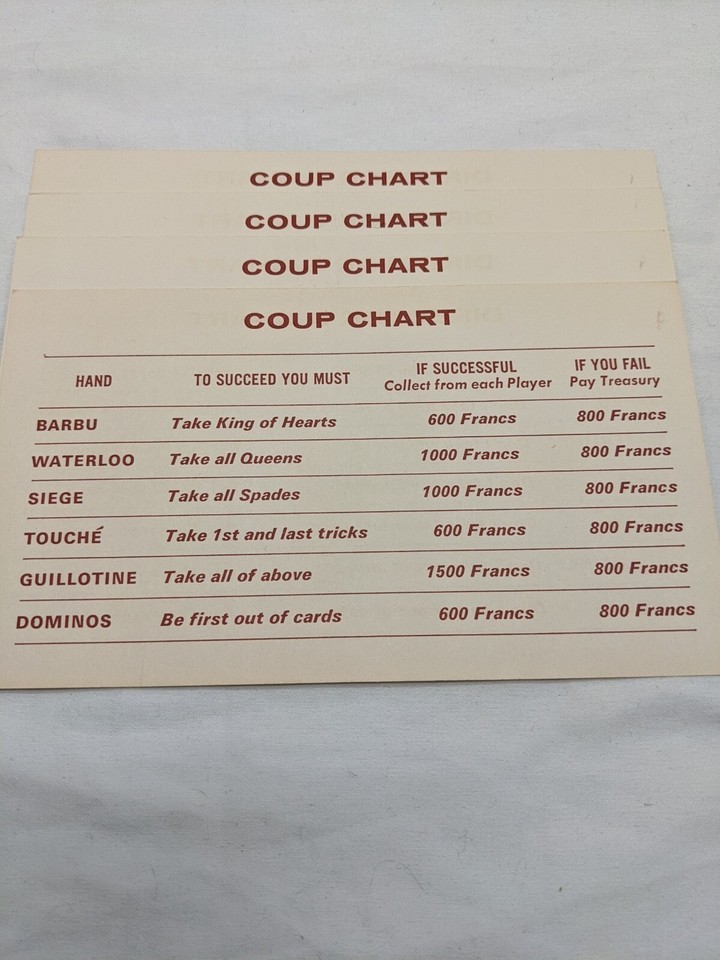 COUP CHART
COUP CHART
COUP CHART
COUP CHART
HAND TO SUCCEED YOU MUST IF SUCCESSFUL Collect from each Player IF YOU FAIL Pay Treasury
BARBU Take King of Hearts 600 Francs 800 Francs
WATERLOO Take all Queens 1000 Francs 800 Francs
SIEGE Take all Spades 1000 Francs 800 Francs
TOUCHÉ Take 1st and last tricks 600 Francs 800 Francs
GUILLOTINE Take all of above 1500 Francs 800 Francs
DOMINOS Be first out of cards 600 Francs 800 Francs